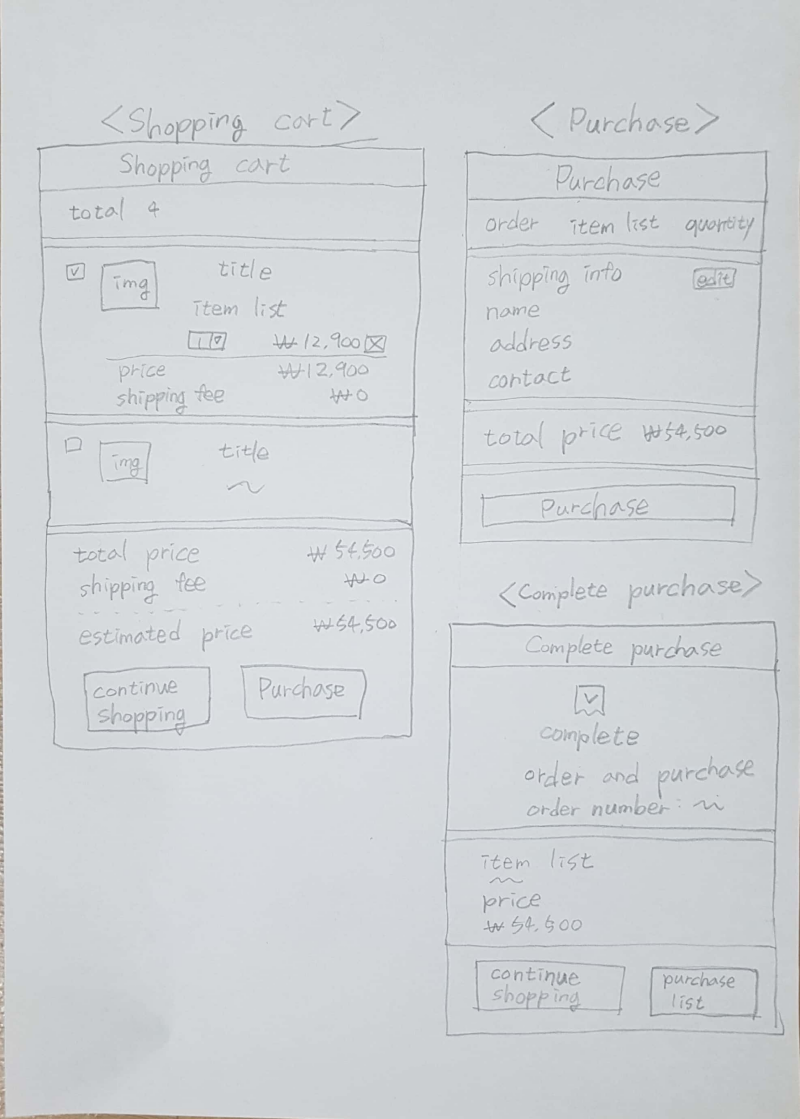 <Shopping cart>
Shopping cart
total 4
img
title
item list
1
₩12,900
price ₩12,900
shipping fee ₩0
img
title
total price ₩54,500
shipping fee ₩0
estimated price ₩54,500
continue
shopping
Purchase
<Purchase>
Purchase
order item list quantity
shipping info edit
name
address
contact
total price ₩54,500
Purchase
<Complete purchase>
Complete purchase
complete
order and purchase
order number:
item list
price
₩54,500
continue
shopping
purchase
list